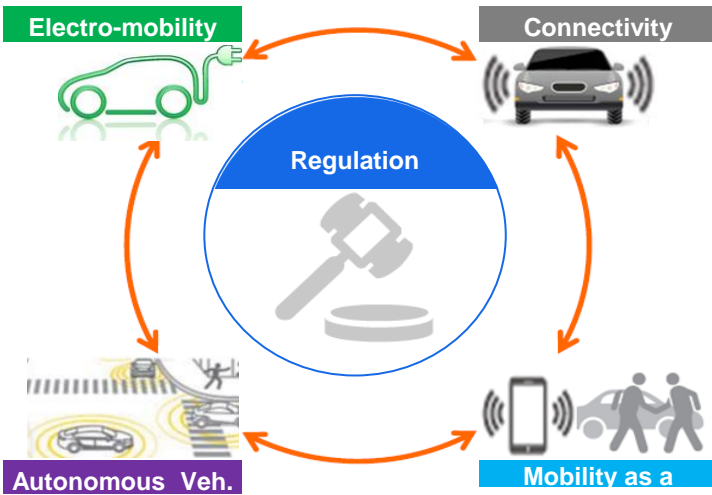 Electro-mobility
Connectivity
Regulation
Autonomous Veh.
Mobility as a